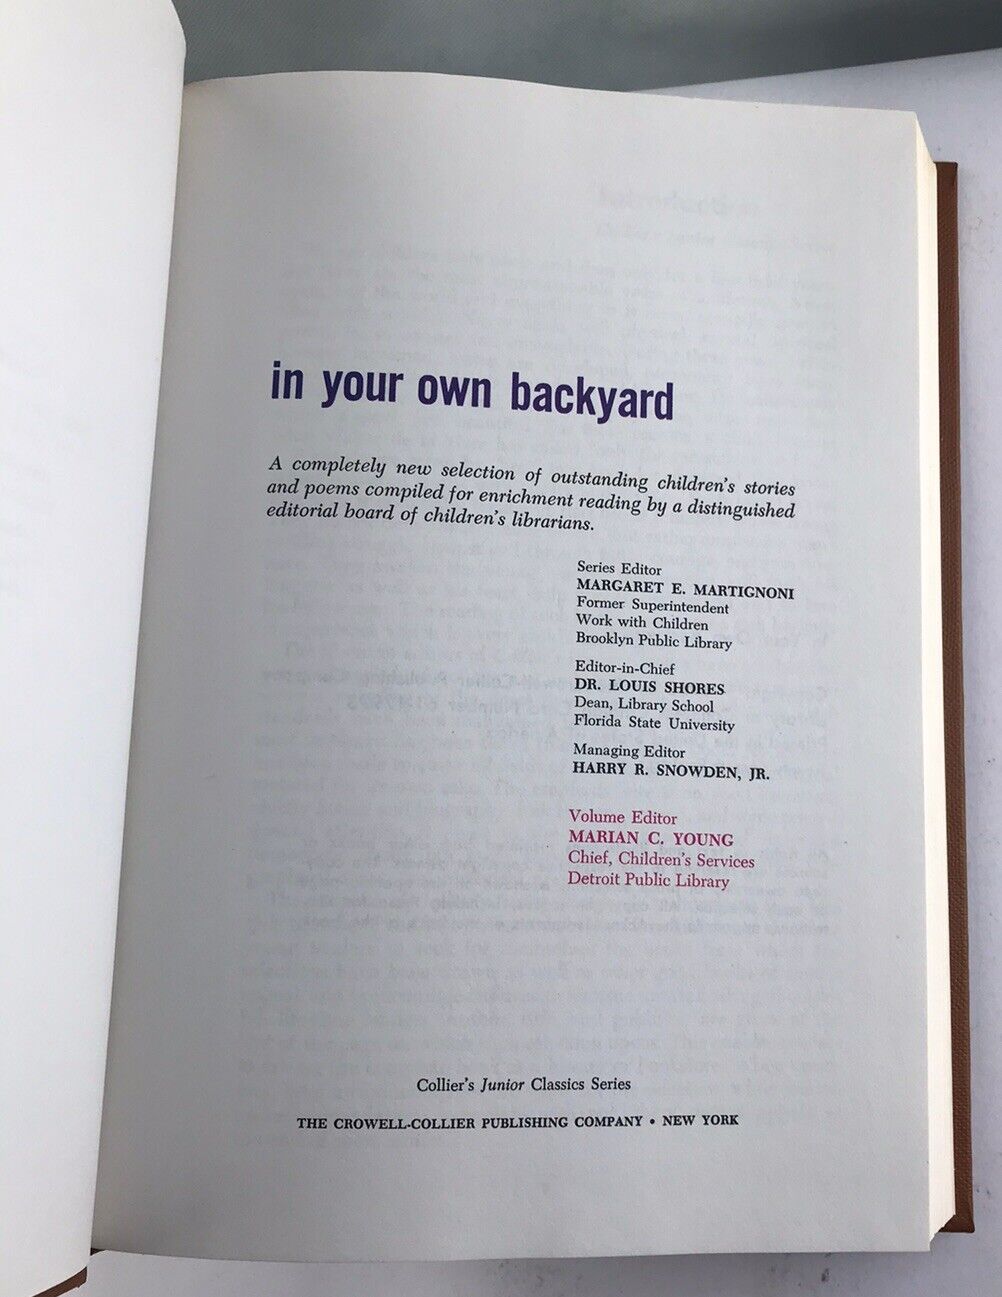 in your own backyard
A completely new selection of outstanding children's stories
and poems compiled for enrichment reading by a distinguished
editorial board of children's librarians.
Series Editor
MARGARET E. MARTIGNONI
Former Superintendent
Work with Children
Brooklyn Public Library
Editor-in-Chief
DR. LOUIS SHORES
Dean, Library School
Florida State University
Managing Editor
HARRY R. SNOWDEN, JR.
Volume Editor
MARIAN C. YOUNG
Chief, Children's Services
Detroit Public Library
Collier's Junior Classics Series
THE CROWELL-COLLIER PUBLISHING COMPANY • NEW YORK